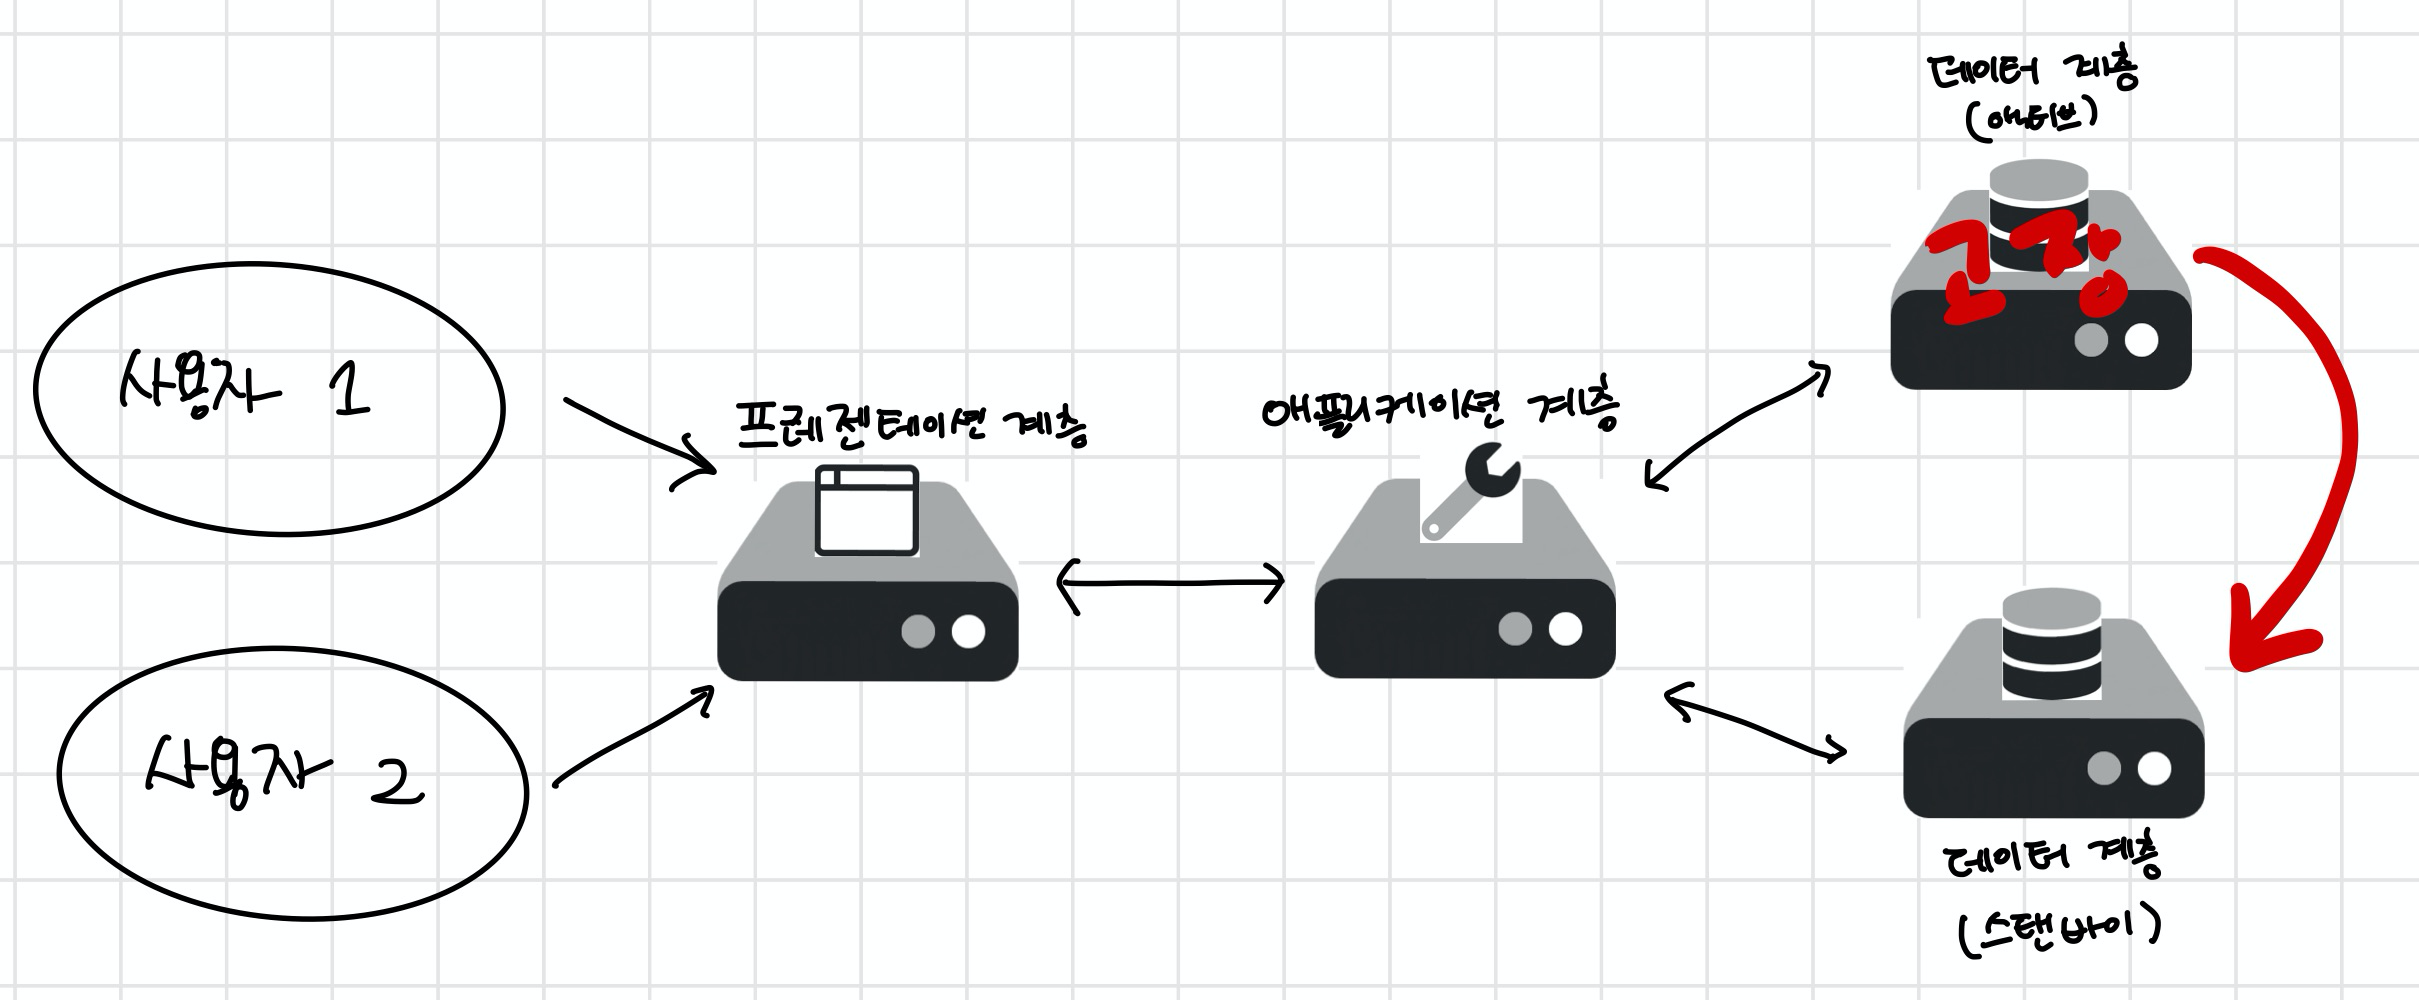 사용자 1
사용자 2
프레젠테이션 계층
애플리케이션 계층
데이터 계층
(액티브)
고장
데이터 계층
(스탠바이)